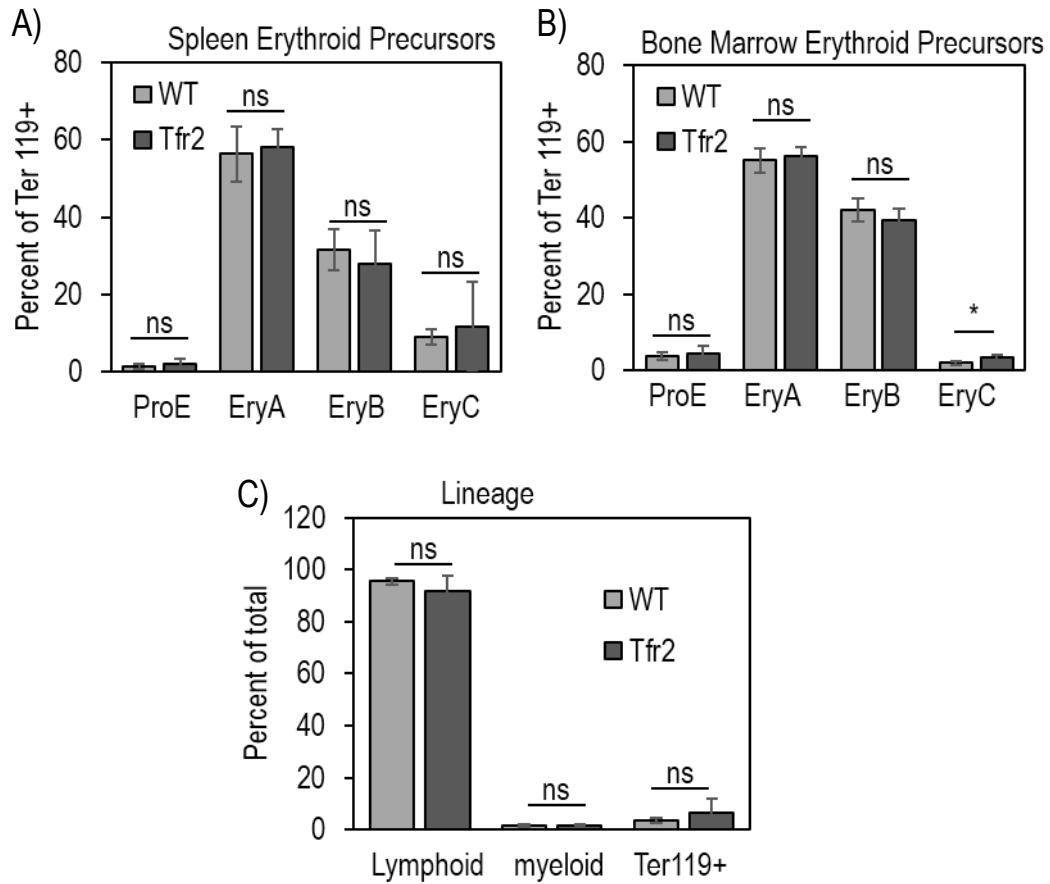 A)
Spleen Erythroid Precursors
Percent of Ter 119+
80
60
40
20
0
WT
Tfr2
ns
ns
ns
ns
ProE EryA EryB EryC
B)
Bone Marrow Erythroid Precursors
Percent of Ter 119+
80
60
40
20
0
WT
Tfr2
ns
ns
ns
*
ProE EryA EryB EryC
C)
Lineage
Percent of total
120
100
80
60
40
20
0
WT
Tfr2
ns
ns
ns
Lymphoid myeloid Ter119+